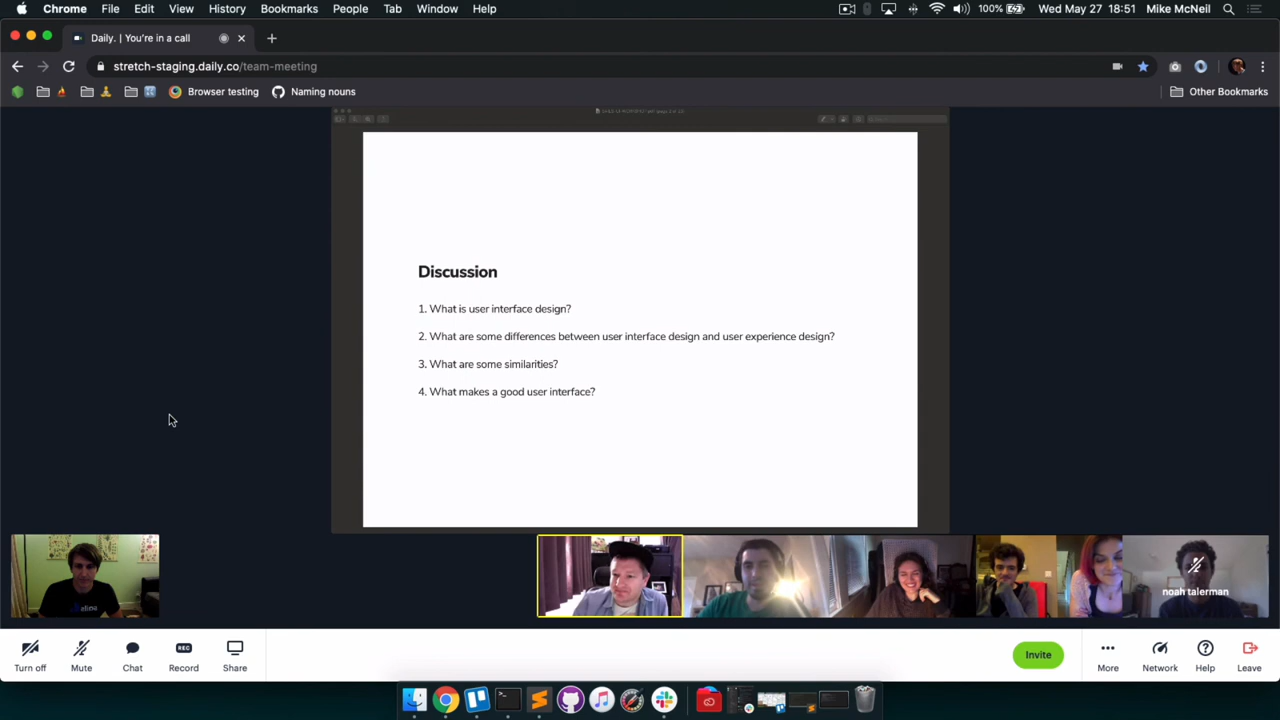 Chrome File Edit View History Bookmarks People Tab Window Help 100% Wed May 27 18:51 Mike McNeil
Daily. | You're in a call
stretch-staging.daily.co/team-meeting
Browser testing Naming nouns Other Bookmarks
Discussion
1. What is user interface design?
2. What are some differences between user interface design and user experience design?
3. What are some similarities?
4. What makes a good user interface?
noah talerman
REC
Turn off Mute Chat Record Share Invite More Network Help Leave